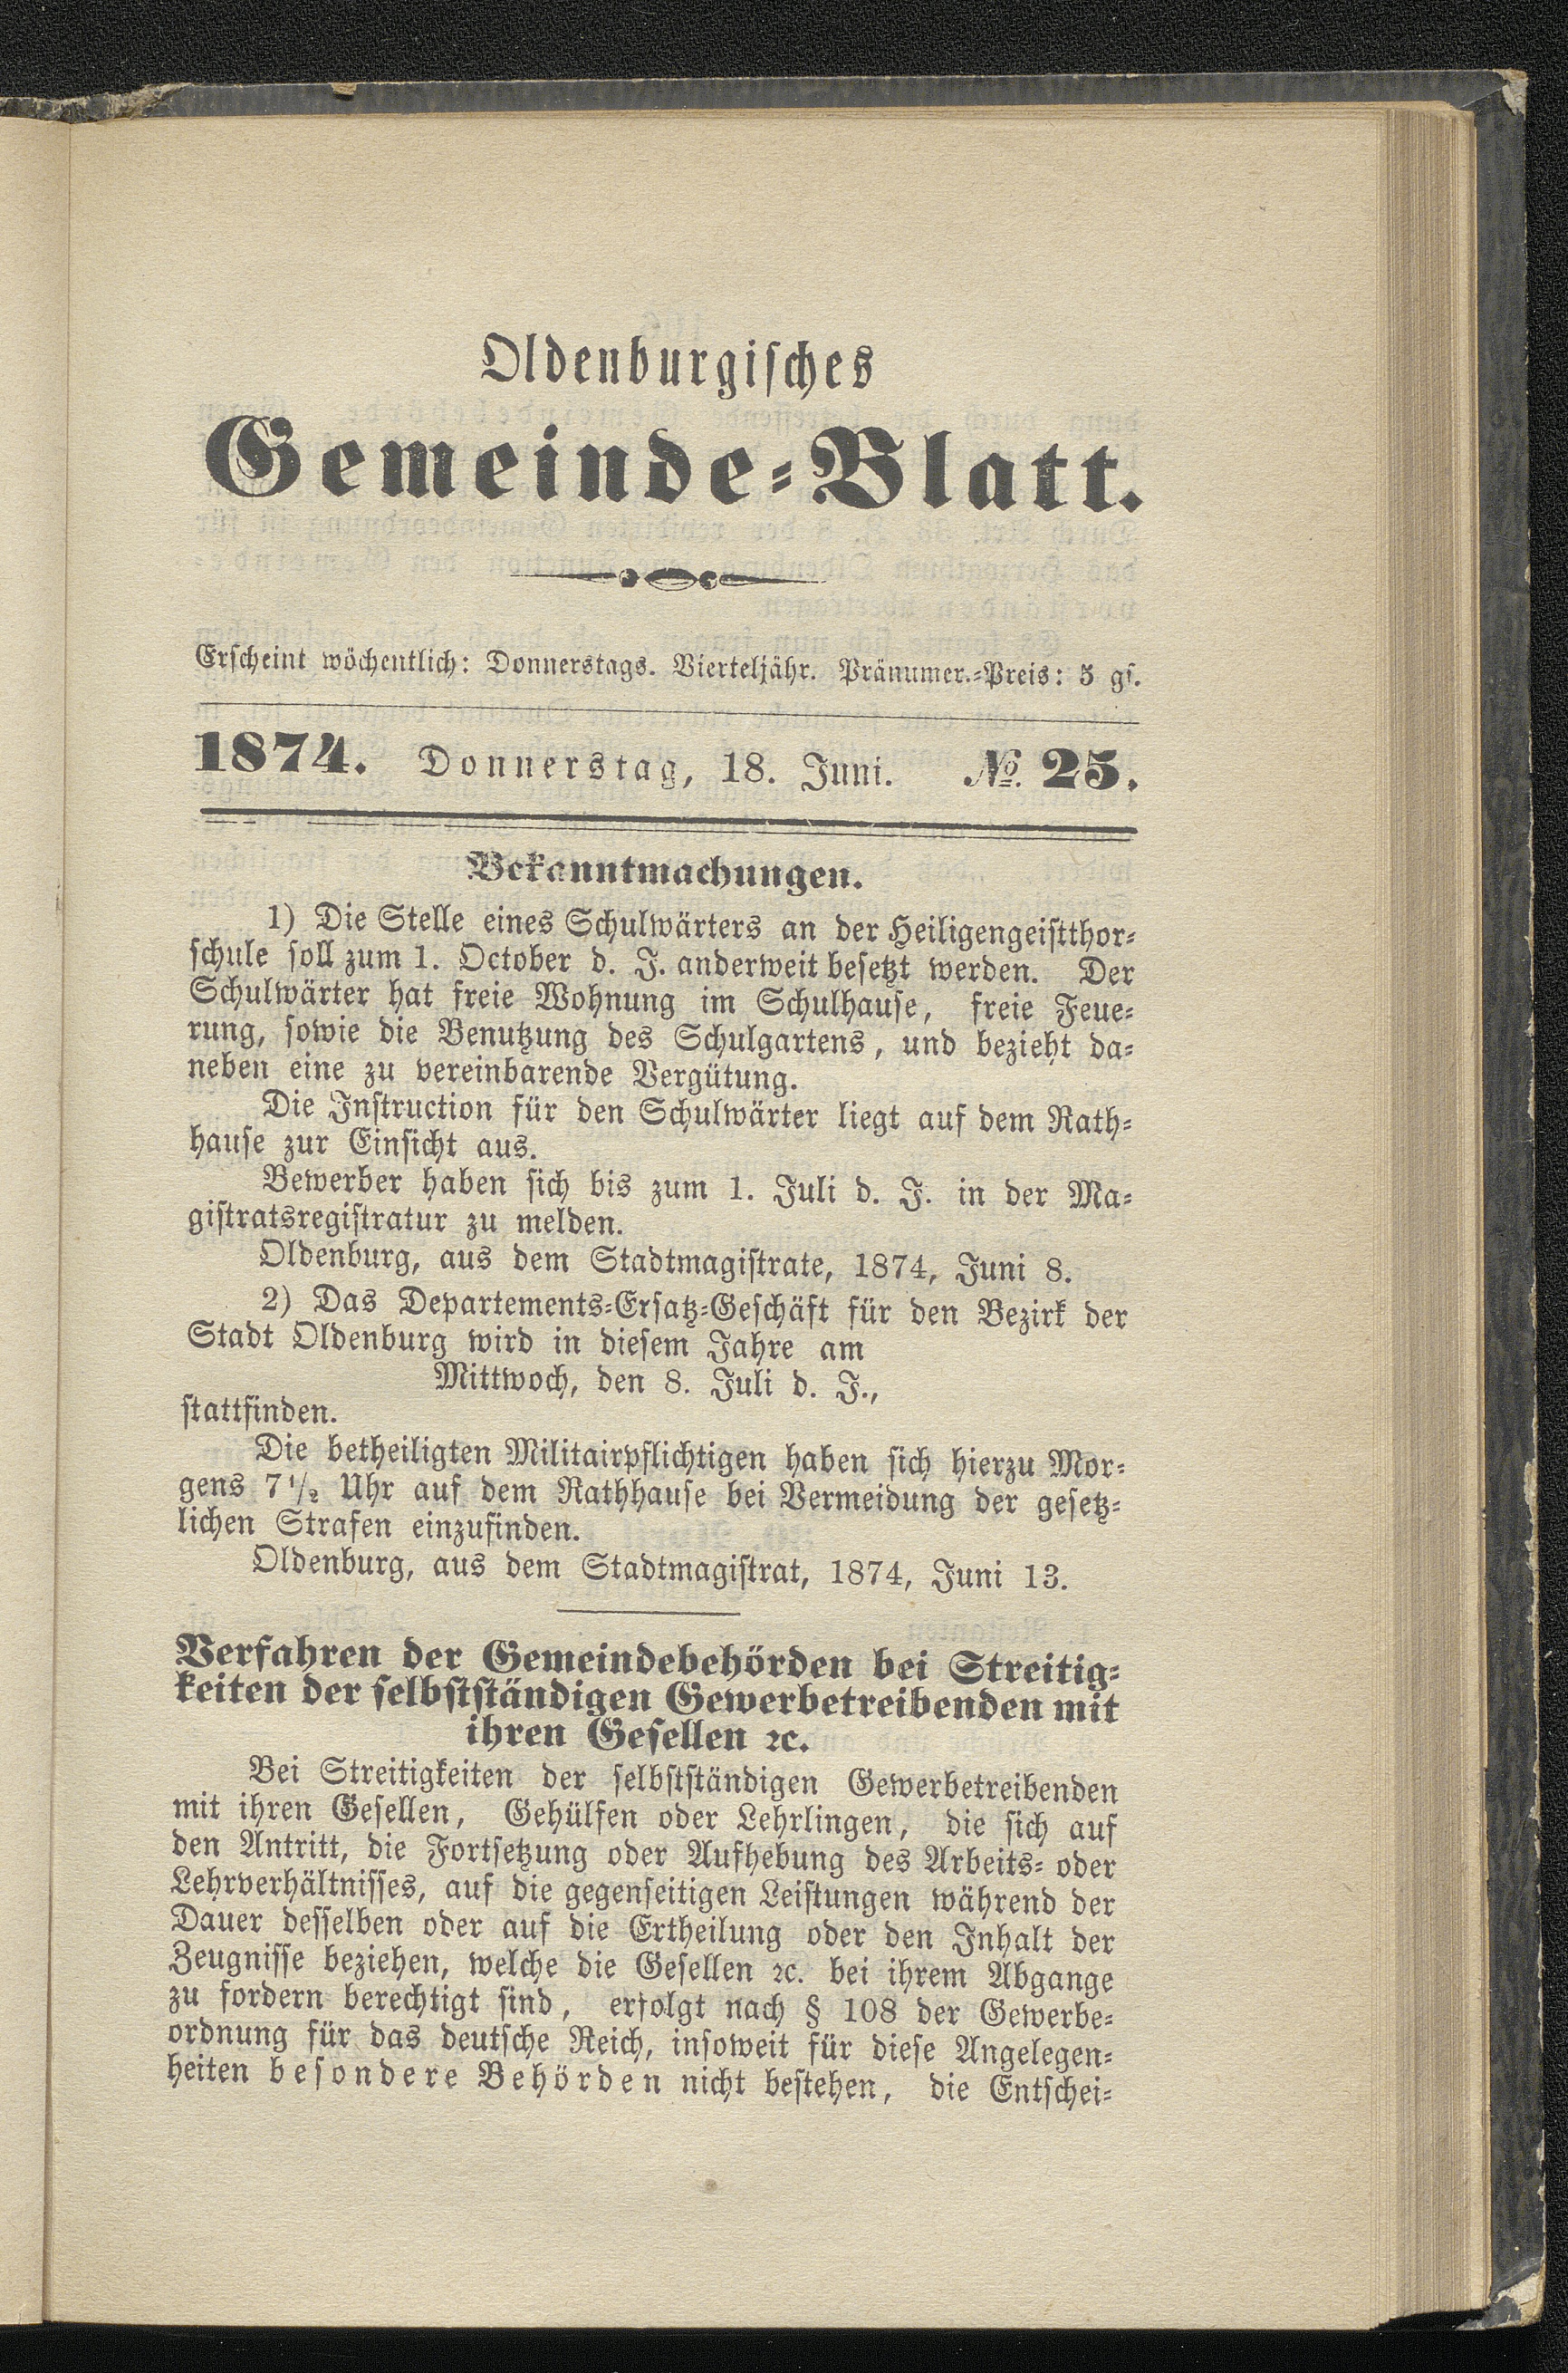 Oldenburgisches
Gemeinde-Blatt.
Erscheint wöchentlich: Donnerstags. Vierteljähr. Pränumer.-Preis: 5 gs.
1874. Donnerstag, 18. Juni. №. 25.
Bekanntmachungen.
1) Die Stelle eines Schulwärters an der Heiligengeistthor-
schule soll zum 1. October d. J. anderweit besetzt werden. Der
Schulwärter hat freie Wohnung im Schulhause, freie Feue-
rung, sowie die Benutzung des Schulgartens, und bezieht da-
neben eine zu vereinbarende Vergütung.
Die Instruction für den Schulwärter liegt auf dem Rath-
hause zur Einsicht aus.
Bewerber haben sich bis zum 1. Juli d. J. in der Ma-
gistratsregistratur zu melden.
Oldenburg, aus dem Stadtmagistrate, 1874, Juni 8.
2) Das Departements-Ersatz-Geschäft für den Bezirk der
Stadt Oldenburg wird in diesem Jahre am
Mittwoch, den 8. Juli d. J.,
stattfinden.
Die betheiligten Militairpflichtigen haben sich hierzu Mor-
gens 7½ Uhr auf dem Rathhause bei Vermeidung der gesetz-
lichen Strafen einzufinden.
Oldenburg, aus dem Stadtmagistrat, 1874, Juni 13.
Verfahren der Gemeindebehörden bei Streitig-
keiten der selbstständigen Gewerbetreibenden mit
ihren Gesellen ꝛc.
Bei Streitigkeiten der selbstständigen Gewerbetreibenden
mit ihren Gesellen, Gehülfen oder Lehrlingen, die sich auf
den Antritt, die Fortsetzung oder Aufhebung des Arbeits- oder
Lehrverhältnisses, auf die gegenseitigen Leistungen während der
Dauer desselben oder auf die Ertheilung oder den Inhalt der
Zeugnisse beziehen, welche die Gesellen ꝛc. bei ihrem Abgange
zu fordern berechtigt sind, erfolgt nach § 108 der Gewerbe-
ordnung für das deutsche Reich, insoweit für diese Angelegen-
heiten besondere Behörden nicht bestehen, die Entschei-